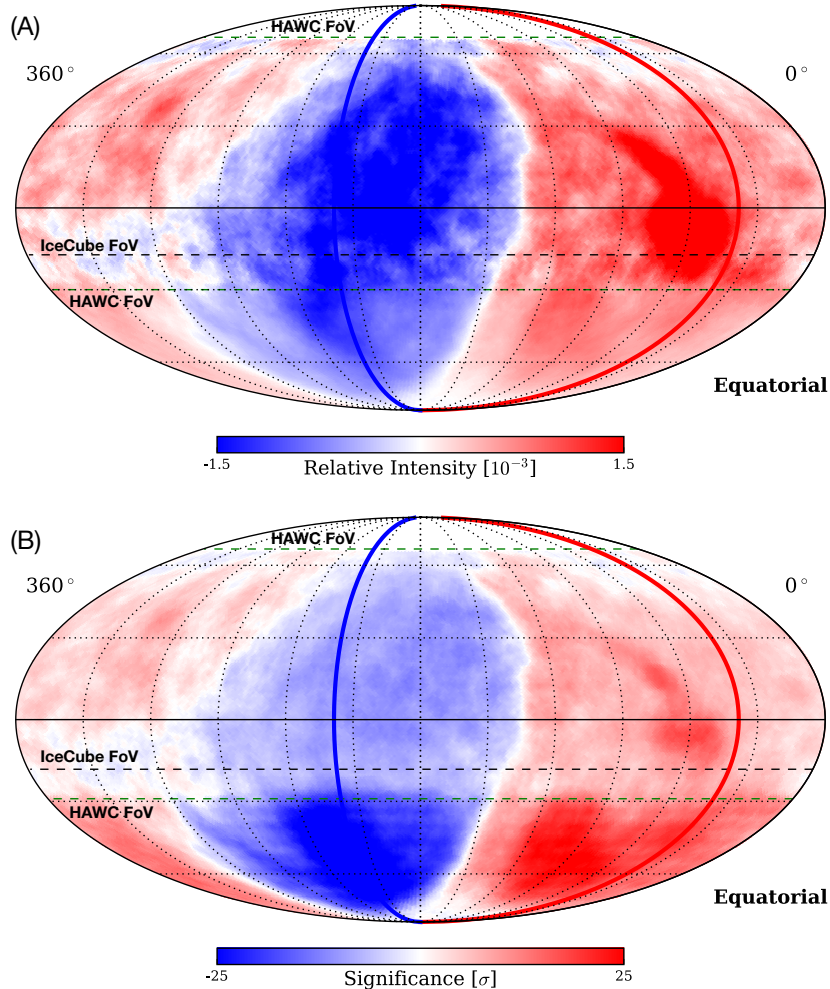 (A)
HAWC FoV
360°
0°
IceCube FoV
HAWC FoV
Equatorial
-1.5
1.5
Relative Intensity [10⁻³]
(B)
HAWC FoV
360°
0°
IceCube FoV
HAWC FoV
Equatorial
-25
25
Significance [σ]